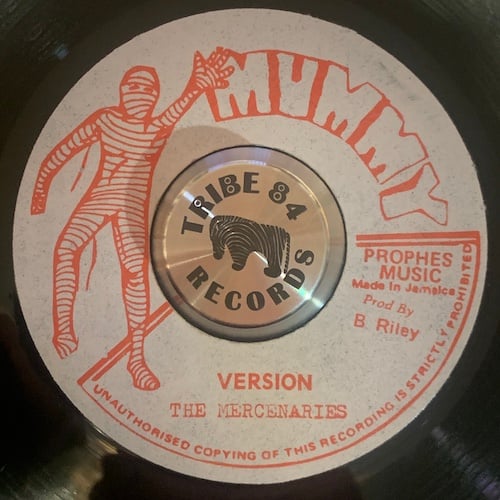 MUMMY
TRIBE 84
RECORDS
PROPHES
MUSIC
Made In Jamaica
Prod By
B Riley
VERSION
THE MERCENARIES
UNAUTHORISED COPYING OF THIS RECORDING IS STRICTLY PROHIBITED